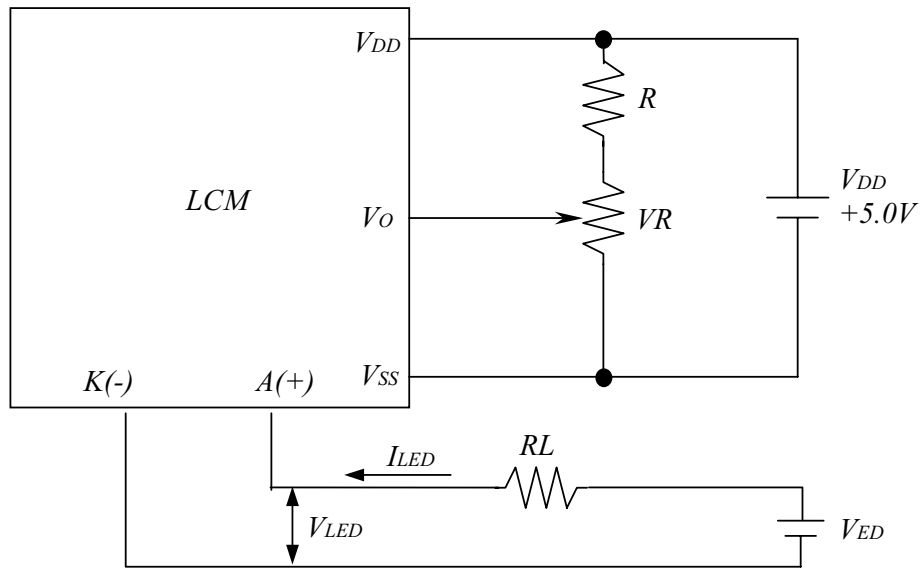 VDD
R
LCM
VO
VR
VDD
+5.0V
K(-)
A(+)
VSS
ILED
RL
VLED
VED